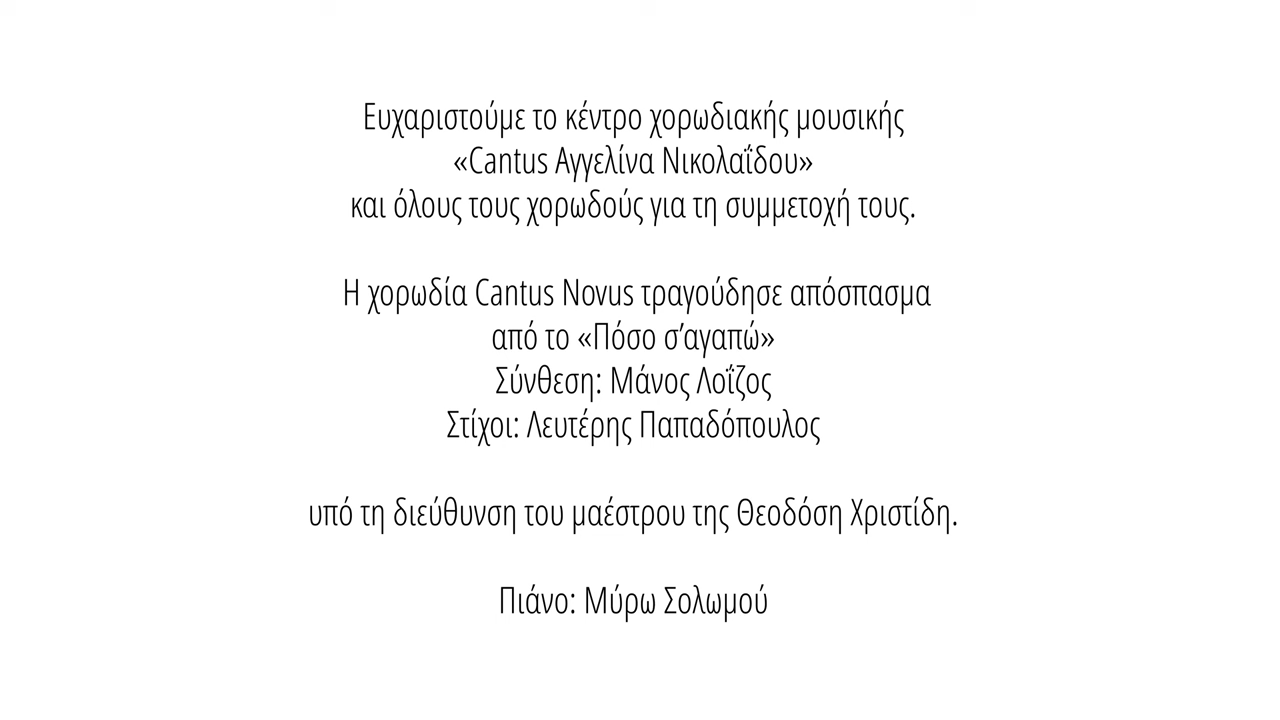 Ευχαριστούμε το κέντρο χορωδιακής μουσικής
«Cantus Αγγελίνα Νικολαΐδου»
και όλους τους χορωδούς για τη συμμετοχή τους.
Η χορωδία Cantus Novus τραγούδησε απόσπασμα
από το «Πόσο σ’αγαπώ»
Σύνθεση: Μάνος Λοΐζος
Στίχοι: Λευτέρης Παπαδόπουλος
υπό τη διεύθυνση του μαέστρου της Θεοδόση Χριστίδη.
Πιάνο: Μύρω Σολωμού